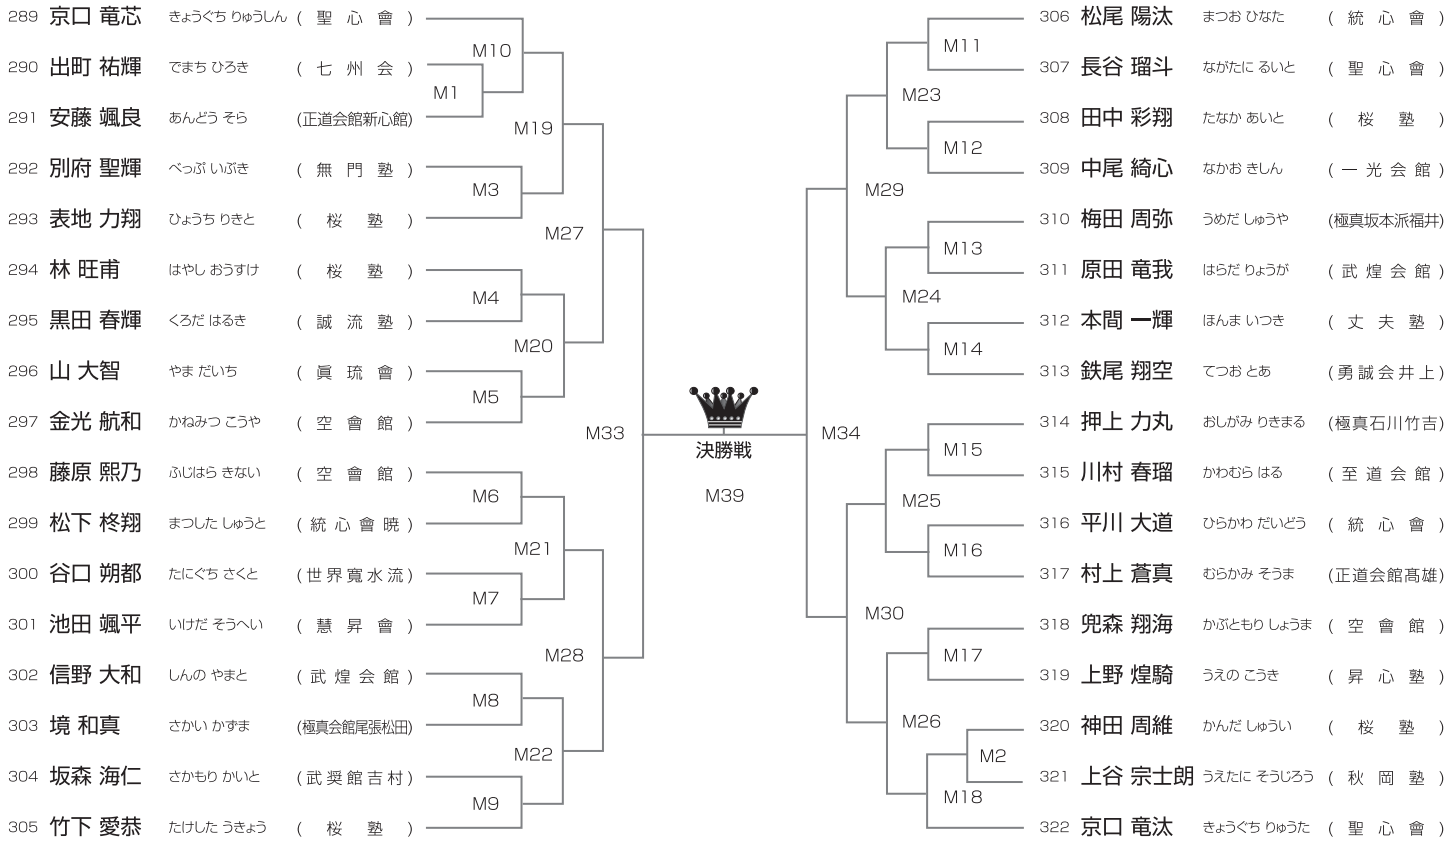 289 京口 竜芯 きょうぐち りゅうしん ( 聖 心 會 )
290 出町 祐輝 でまち ひろき ( 七 州 会 )
291 安藤 颯良 あんどう そら (正道会館新心館)
292 別府 聖輝 べっぷ いぶき ( 無 門 塾 )
293 表地 力翔 ひょうち りきと ( 桜 塾 )
294 林 旺甫 はやし おうすけ ( 桜 塾 )
295 黒田 春輝 くろだ はるき ( 誠 流 塾 )
296 山 大智 やま だいち ( 眞 琉 會 )
297 金光 航和 かねみつ こうや ( 空 會 館 )
298 藤原 熙乃 ふじはら きない ( 空 會 館 )
299 松下 柊翔 まつした しゅうと ( 統 心 會 暁 )
300 谷口 朔都 たにぐち さくと ( 世 界 寬 水 流 )
301 池田 颯平 いけだ そうへい ( 慧 昇 會 )
302 信野 大和 しんの やまと ( 武 煌 会 館 )
303 境 和真 さかい かずま (極真会館尾張松田)
304 坂森 海仁 さかもり かいと ( 武 奨 館 吉 村 )
305 竹下 愛恭 たけした うきょう ( 桜 塾 )
M10
M1
M19
M3
M27
M4
M20
M5
M33
M6
M21
M7
M28
M8
M22
M9
決勝戦
M39
M34
M11
M23
M12
M29
M13
M24
M14
M15
M25
M16
M30
M17
M26
M2
M18
306 松尾 陽汰 まつお ひなた ( 統 心 會 )
307 長谷 瑠斗 ながたに るいと ( 聖 心 會 )
308 田中 彩翔 たなか あいと ( 桜 塾 )
309 中尾 綺心 なかお きしん ( 一 光 会 館 )
310 梅田 周弥 うめだ しゅうや (極真坂本派福井)
311 原田 竜我 はらだ りょうが ( 武 煌 会 館 )
312 本間 一輝 ほんま いつき ( 丈 夫 塾 )
313 鉄尾 翔空 てつお とあ ( 勇 誠 会 井 上 )
314 押上 力丸 おしがみ りきまる (極真石川竹吉)
315 川村 春瑠 かわむら はる ( 至 道 会 館 )
316 平川 大道 ひらかわ だいどう ( 統 心 會 )
317 村上 蒼真 むらかみ そうま (正道会館髙雄)
318 兜森 翔海 かぶともり しょうま ( 空 會 館 )
319 上野 煌騎 うえの こうき ( 昇 心 塾 )
320 神田 周維 かんだ しゅうい ( 桜 塾 )
321 上谷 宗士朗 うえたに そうじろう ( 秋 岡 塾 )
322 京口 竜汰 きょうぐち りゅうた ( 聖 心 會 )